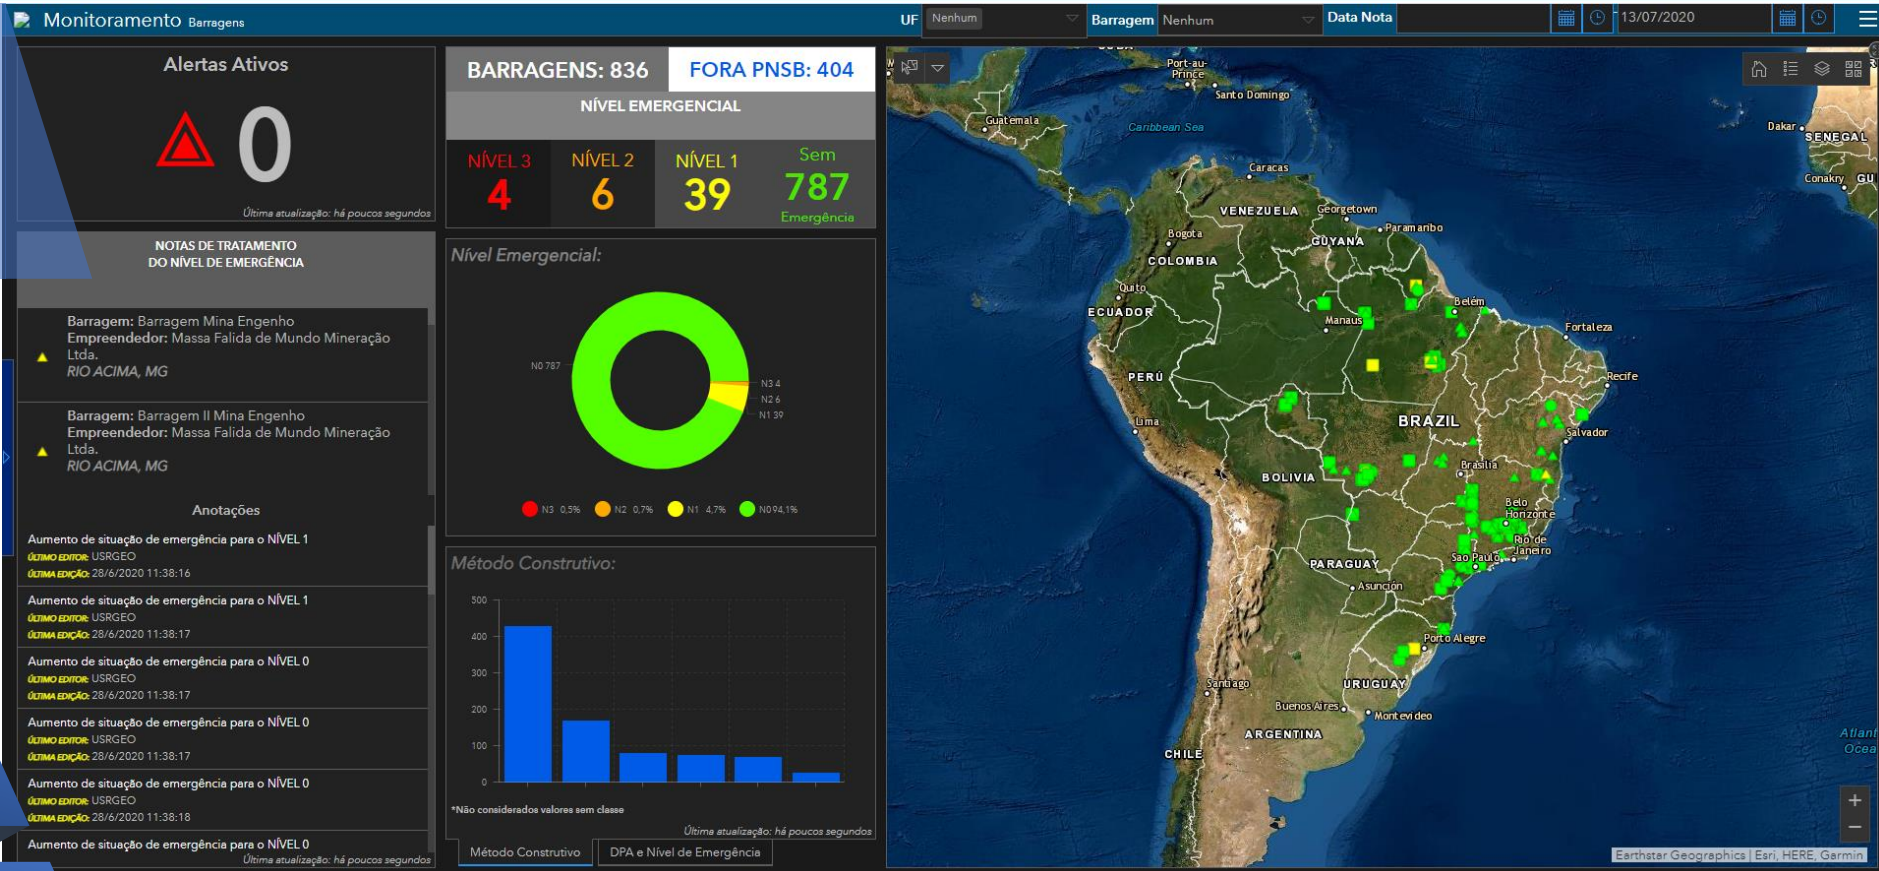 Monitoramento Barragens
UF Nenhum
Barragem Nenhum
Data Nota
13/07/2020
Alertas Ativos
0
Última atualização: há poucos segundos
NOTAS DE TRATAMENTO
DO NÍVEL DE EMERGÊNCIA
Barragem: Barragem Mina Engenho
Empreendedor: Massa Falida de Mundo Mineração
Ltda.
RIO ACIMA, MG
Barragem: Barragem II Mina Engenho
Empreendedor: Massa Falida de Mundo Mineração
Ltda.
RIO ACIMA, MG
Anotações
Aumento de situação de emergência para o NÍVEL 1
ÚLTIMO EDITOR: USRGEO
ÚLTIMA EDIÇÃO: 28/6/2020 11:38:16
Aumento de situação de emergência para o NÍVEL 1
ÚLTIMO EDITOR: USRGEO
ÚLTIMA EDIÇÃO: 28/6/2020 11:38:17
Aumento de situação de emergência para o NÍVEL 0
ÚLTIMO EDITOR: USRGEO
ÚLTIMA EDIÇÃO: 28/6/2020 11:38:17
Aumento de situação de emergência para o NÍVEL 0
ÚLTIMO EDITOR: USRGEO
ÚLTIMA EDIÇÃO: 28/6/2020 11:38:17
Aumento de situação de emergência para o NÍVEL 0
ÚLTIMO EDITOR: USRGEO
ÚLTIMA EDIÇÃO: 28/6/2020 11:38:18
Aumento de situação de emergência para o NÍVEL 0
Última atualização: há poucos segundos
BARRAGENS: 836
FORA PNSB: 404
NÍVEL EMERGENCIAL
NÍVEL 3
4
NÍVEL 2
6
NÍVEL 1
39
Sem
787
Emergência
Nível Emergencial:
N0 787
N3 4
N2 6
N1 39
N3 0,5%
N2 0,7%
N1 4,7%
N0 94,1%
Método Construtivo:
500
400
300
200
100
0
*Não considerados valores sem classe
Última atualização: há poucos segundos
Método Construtivo
DPA e Nível de Emergência
Port-au-
Prince
Santo Domingo
Guatemala
Caribbean Sea
Dakar
SENEGAL
Conakry
GU
Caracas
VENEZUELA
Georgetown
Paramaribo
Bogota
GUYANA
COLOMBIA
Quito
ECUADOR
Belém
Manaus
Fortaleza
PERÚ
Recife
Lima
BRAZIL
Salvador
Brasília
BOLIVIA
Belo
Horizonte
Rio de
Janeiro
Sao Paulo
PARAGUAY
Asunción
Porto Alegre
Santiago
URUGUAY
Buenos Aires
Montevideo
ARGENTINA
CHILE
Atlant
Ocea
+
−
Earthstar Geographics | Esri, HERE, Garmin